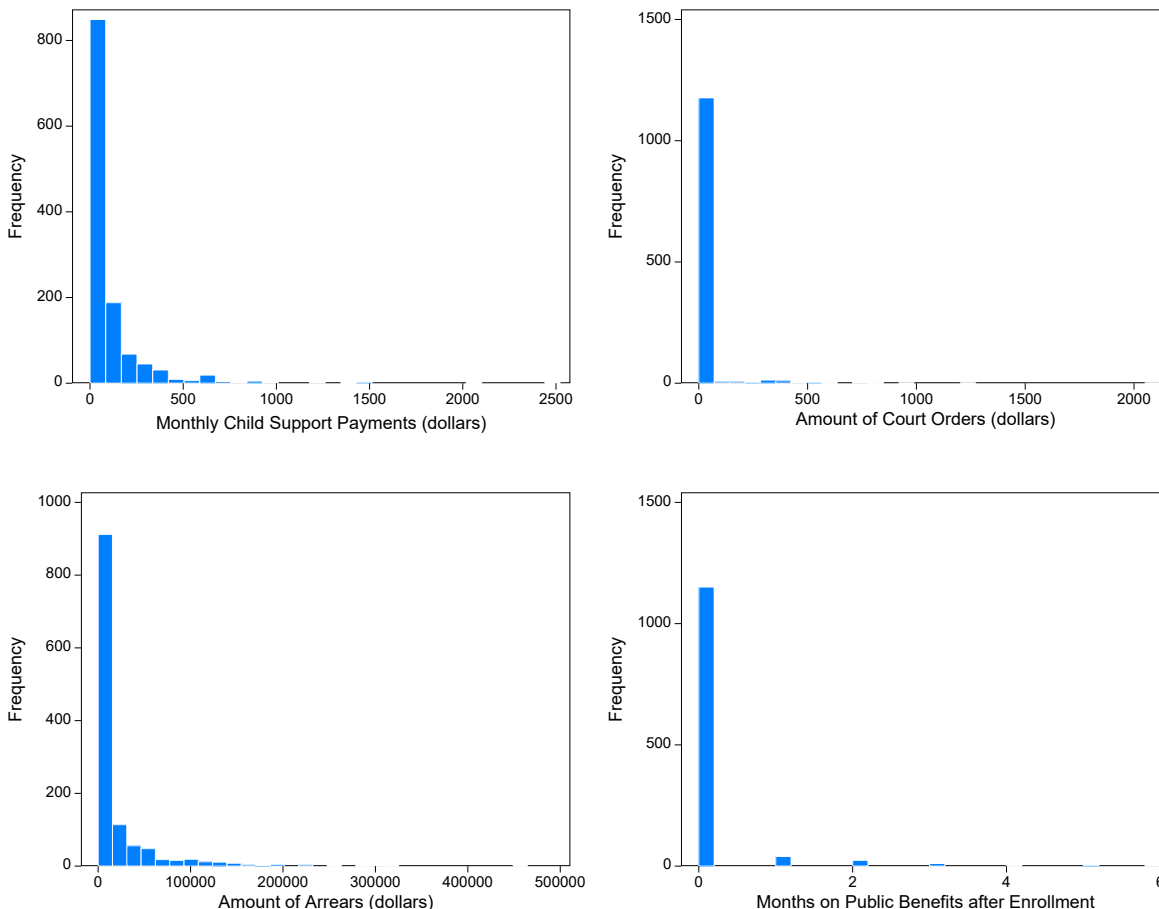 800
600
400
200
0
Frequency
0 500 1000 1500 2000 2500
Monthly Child Support Payments (dollars)
1500
1000
500
0
Frequency
0 500 1000 1500 2000
Amount of Court Orders (dollars)
1000
800
600
400
200
0
Frequency
0 100000 200000 300000 400000 500000
Amount of Arrears (dollars)
1500
1000
500
0
Frequency
0 2 4 6
Months on Public Benefits after Enrollment